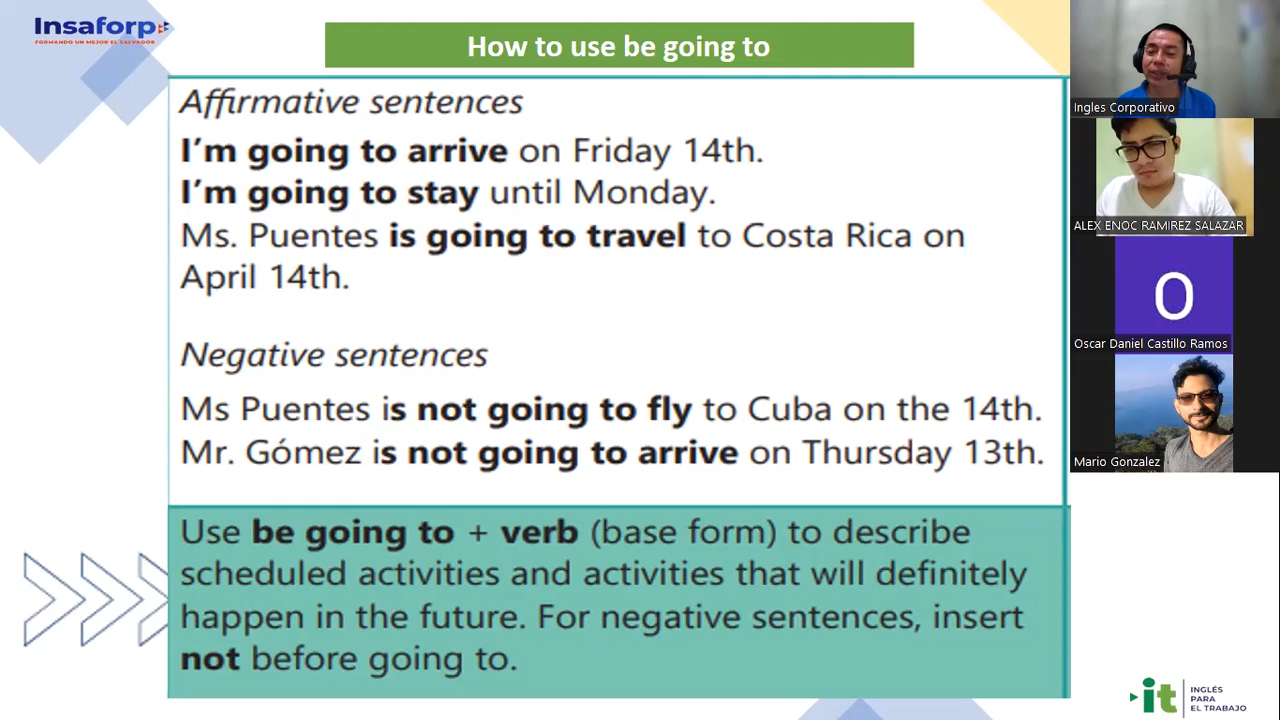 Insaforp
FORMANDO UN MEJOR EL SALVADOR
How to use be going to
Affirmative sentences
I'm going to arrive on Friday 14th.
I'm going to stay until Monday.
Ms. Puentes is going to travel to Costa Rica on
April 14th.
Negative sentences
Ms Puentes is not going to fly to Cuba on the 14th.
Mr. Gómez is not going to arrive on Thursday 13th.
Use be going to + verb (base form) to describe
scheduled activities and activities that will definitely
happen in the future. For negative sentences, insert
not before going to.
Ingles Corporativo
ALEX ENOC RAMIREZ SALAZAR
O
Oscar Daniel Castillo Ramos
Mario Gonzalez
it
INGLÉS
PARA
EL TRABAJO